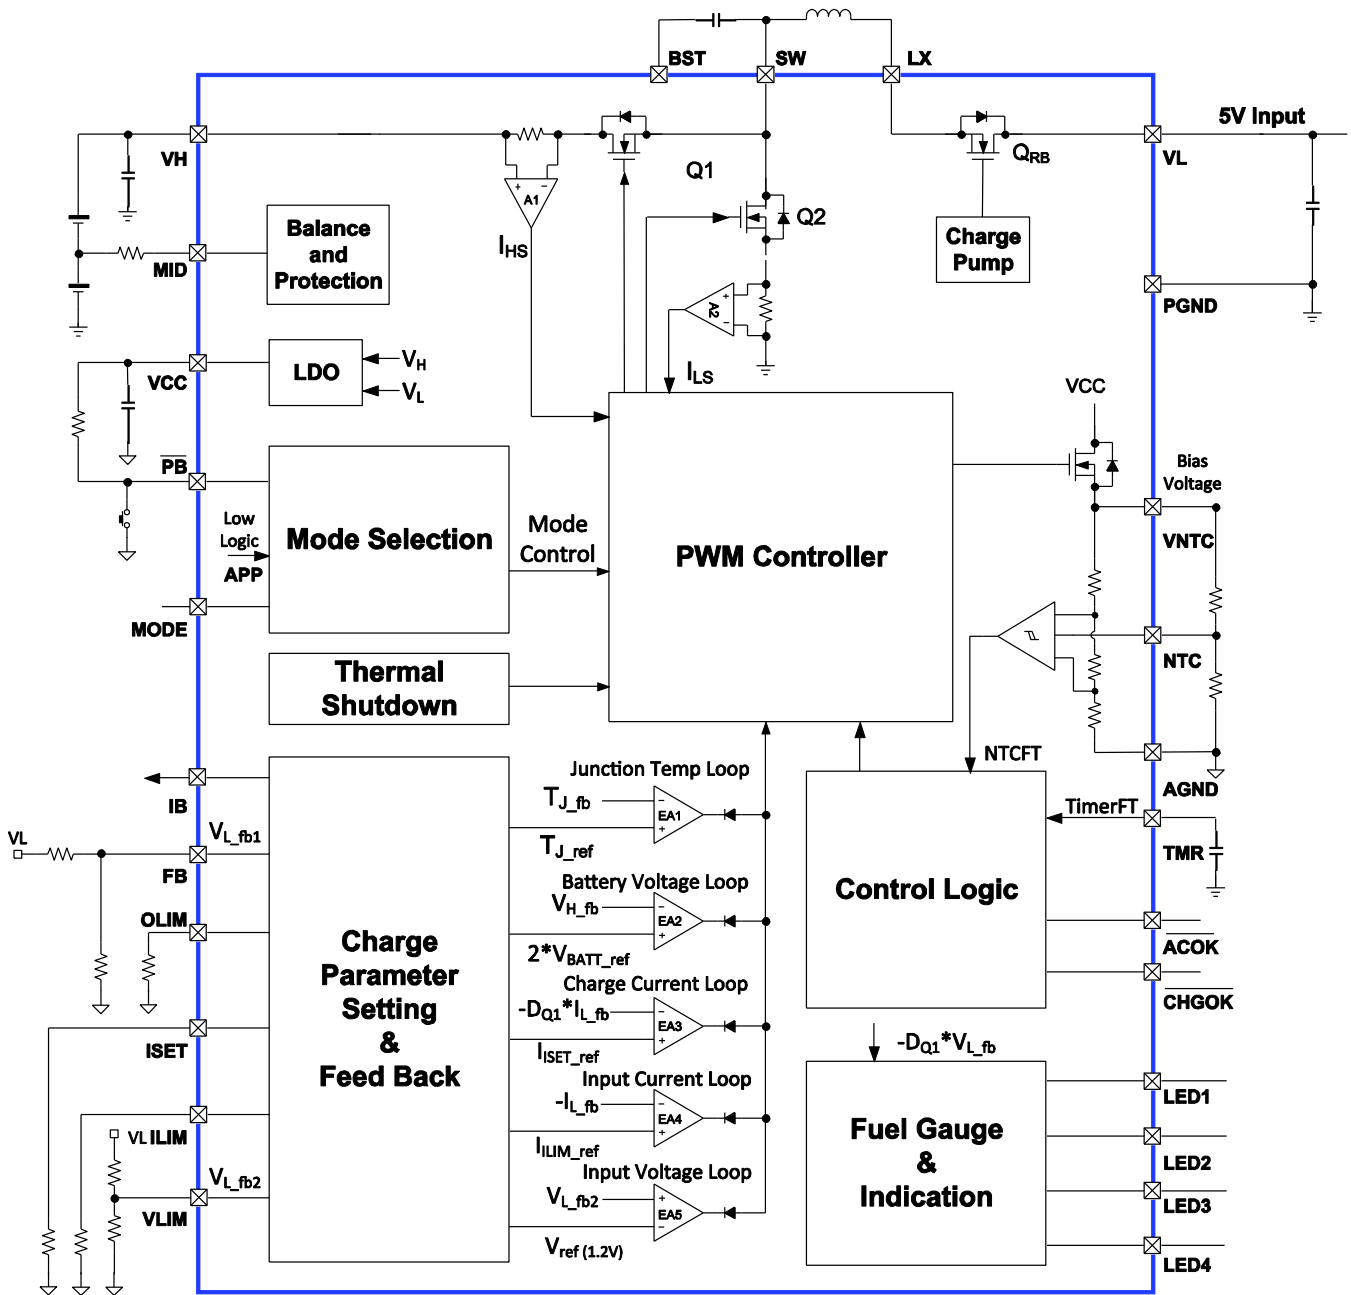 BST
SW
LX
5V Input
VH
VL
Q1
QRB
A1
Q2
IHS
Balance
and
Protection
MID
Charge
Pump
PGND
A2
ILS
LDO
VH
VL
VCC
VCC
PB
Low
Logic
APP
Mode Selection
Mode
Control
PWM Controller
Bias
Voltage
VNTC
MODE
NTC
Thermal
Shutdown
NTCFT
AGND
IB
Junction Temp Loop
TJ_fb
EA1
TJ_ref
TimerFT
TMR
VL
VL_fb1
FB
OLIM
Battery Voltage Loop
VH_fb
EA2
2*VBATT_ref
Control Logic
ACOK
CHGOK
Charge
Parameter
Setting
&
Feed Back
Charge Current Loop
-DQ1*IL_fb
EA3
IISET_ref
ISET
-DQ1*VL_fb
Input Current Loop
-IL_fb
EA4
IILIM_ref
VL
ILIM
VL_fb2
VLIM
Input Voltage Loop
VL_fb2
EA5
Vref (1.2V)
Fuel Gauge
&
Indication
LED1
LED2
LED3
LED4